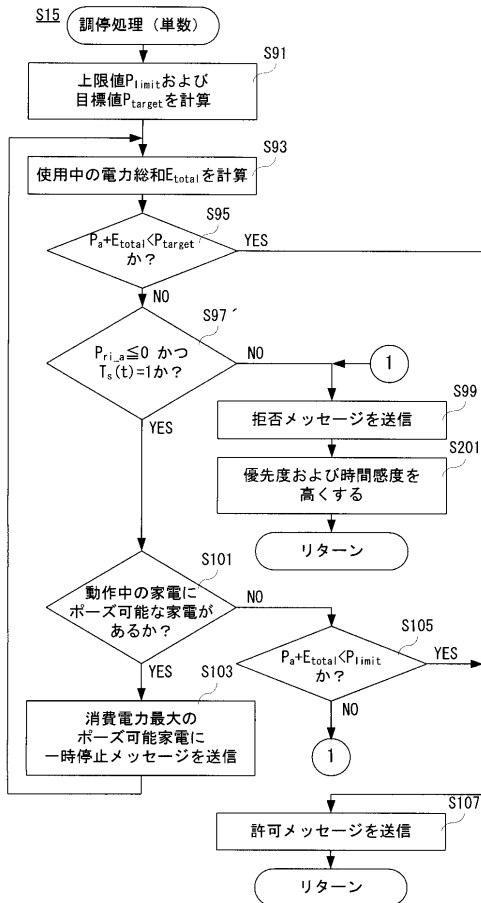 S15
調停処理（単数）
S91
上限値Plimitおよび
目標値Ptargetを計算
S93
使用中の電力総和Etotalを計算
S95
Pa+Etotal<Ptarget
か？
YES
NO
S97´
Pri_a≦0 かつ
Ts(t)=1か？
NO
1
YES
S99
拒否メッセージを送信
S201
優先度および時間感度を
高くする
リターン
S101
動作中の家電に
ポーズ可能な家電が
あるか？
NO
YES
S105
Pa+Etotal<Plimit
か？
YES
NO
1
S103
消費電力最大の
ポーズ可能家電に
一時停止メッセージを送信
S107
許可メッセージを送信
リターン